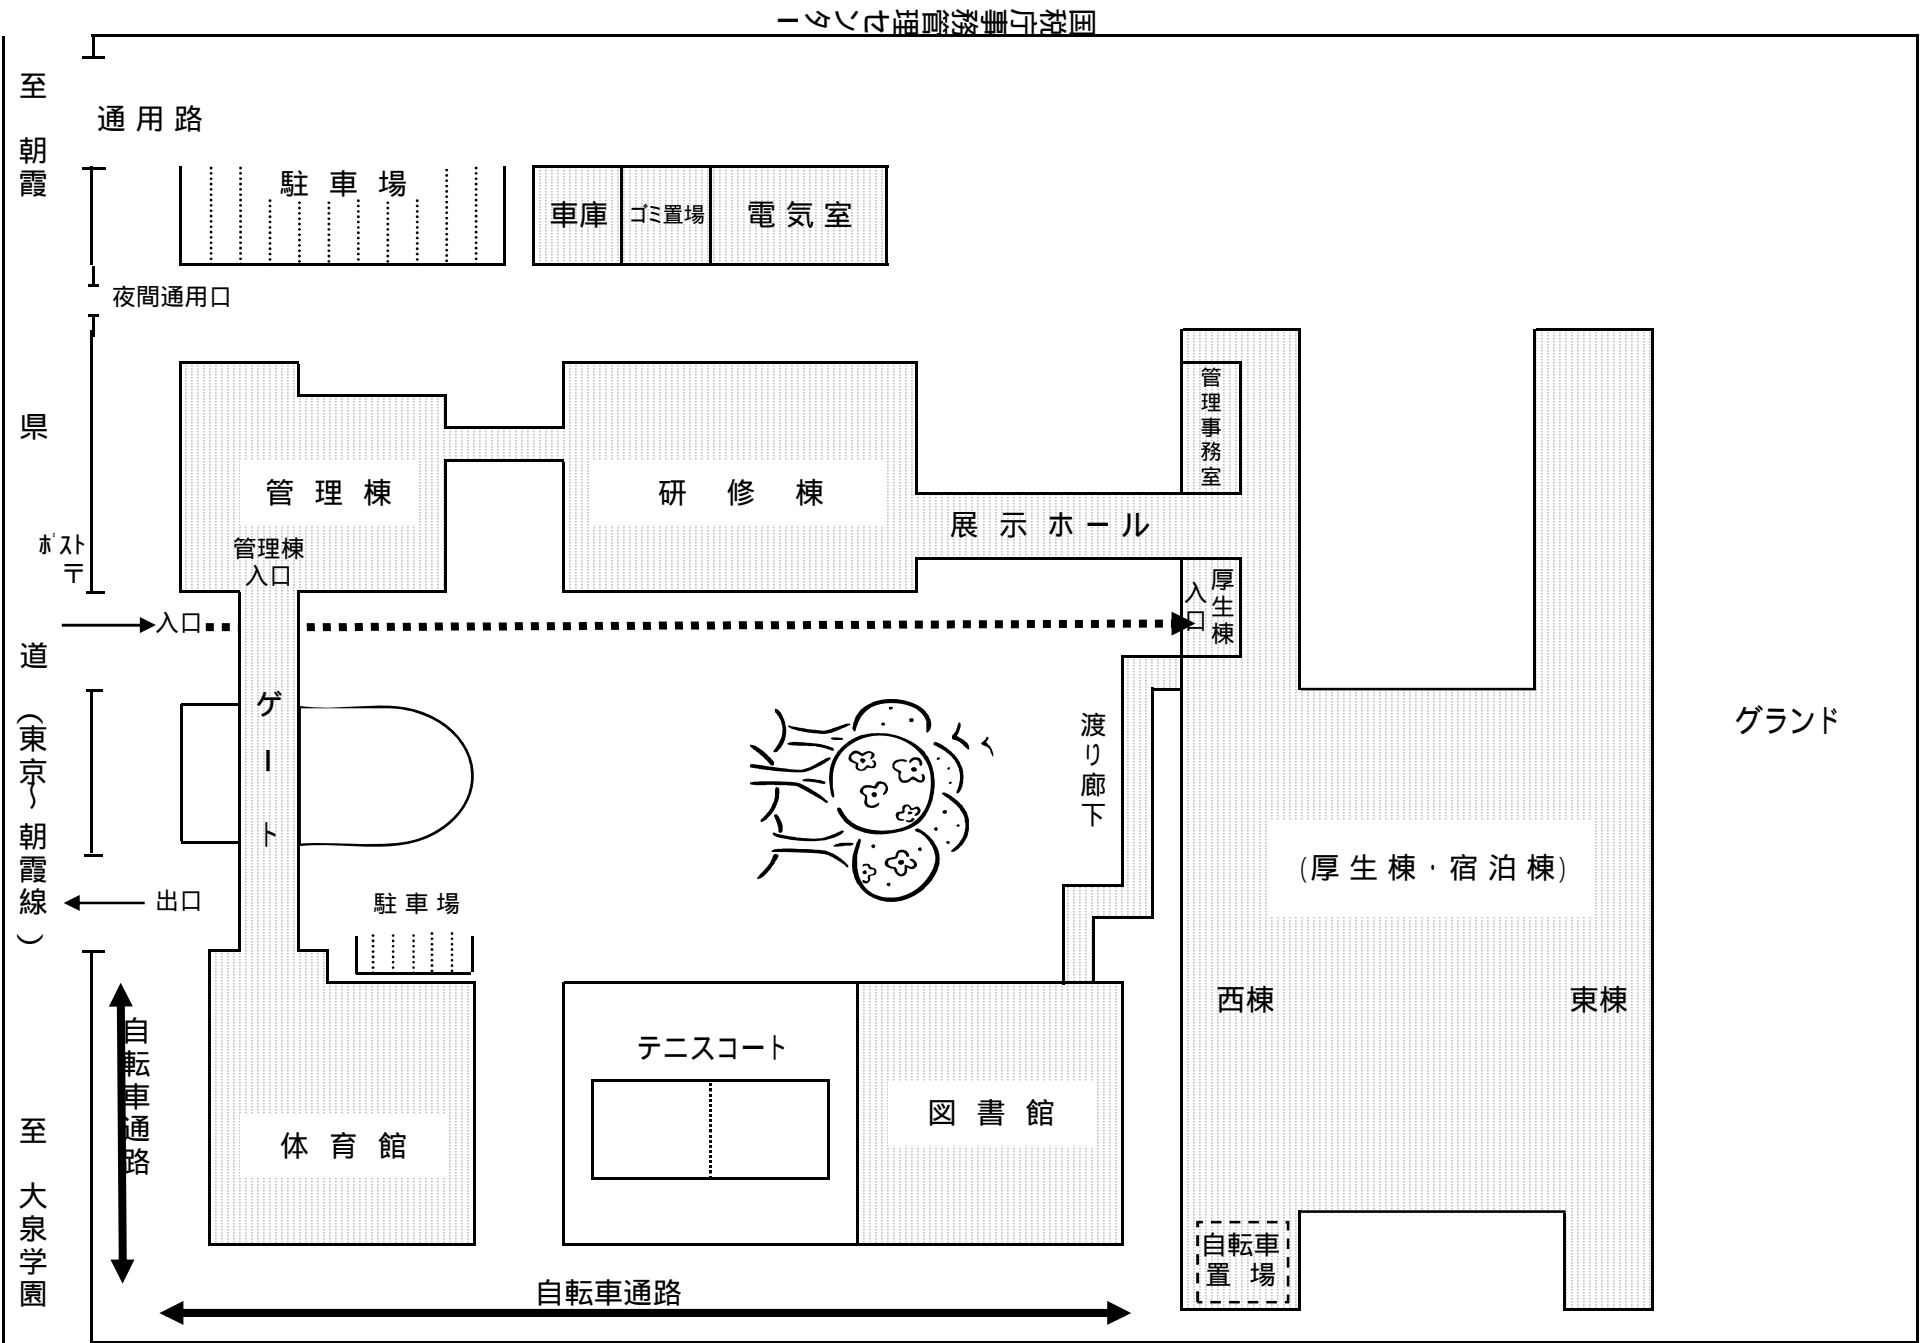 国税庁事務管理センター
至 朝霞
通用路
駐車場
車庫
ゴミ置場
電気室
夜間通用口
県道(東京〜朝霞線)
管理事務室
管理棟
研修棟
展示ホール
ポスト
〒
管理棟
入口
入口
厚生棟
入口
ゲート
渡り廊下
グランド
(厚生棟・宿泊棟)
出口
駐車場
西棟
東棟
自転車通路
テニスコート
図書館
体育館
至 大泉学園
自転車
置場
自転車通路